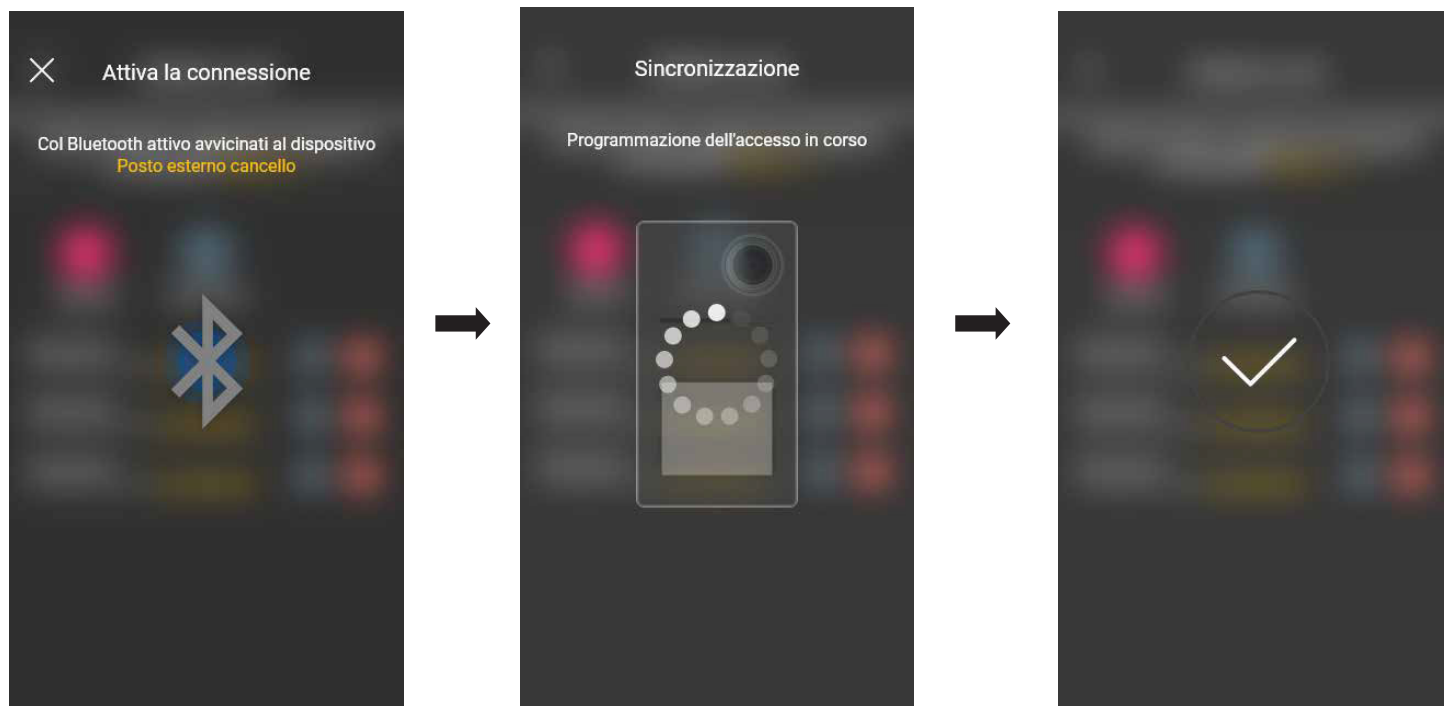 Attiva la connessione
Col Bluetooth attivo avvicinati al dispositivo
Posto esterno cancello
Sincronizzazione
Programmazione dell'accesso in corso